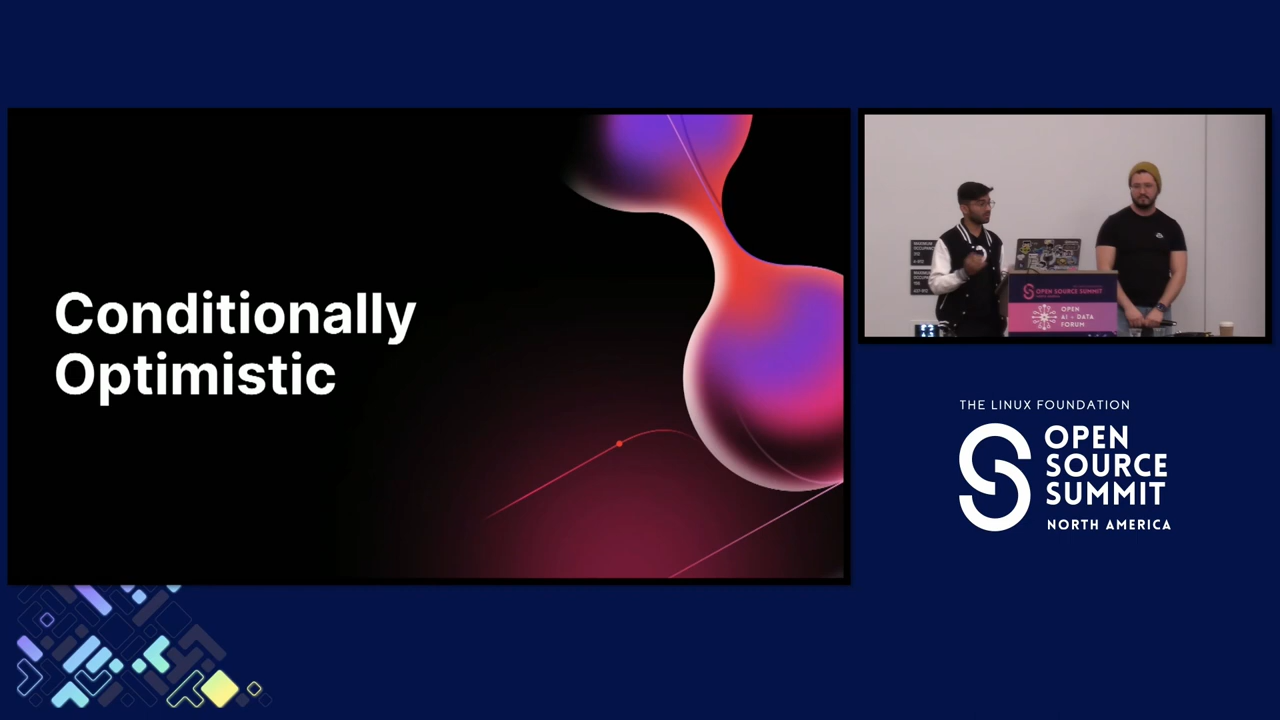 Conditionally
Optimistic
OPEN SOURCE SUMMIT
OPEN
AI + DATA
FORUM
THE LINUX FOUNDATION
OPEN
SOURCE
SUMMIT
NORTH AMERICA